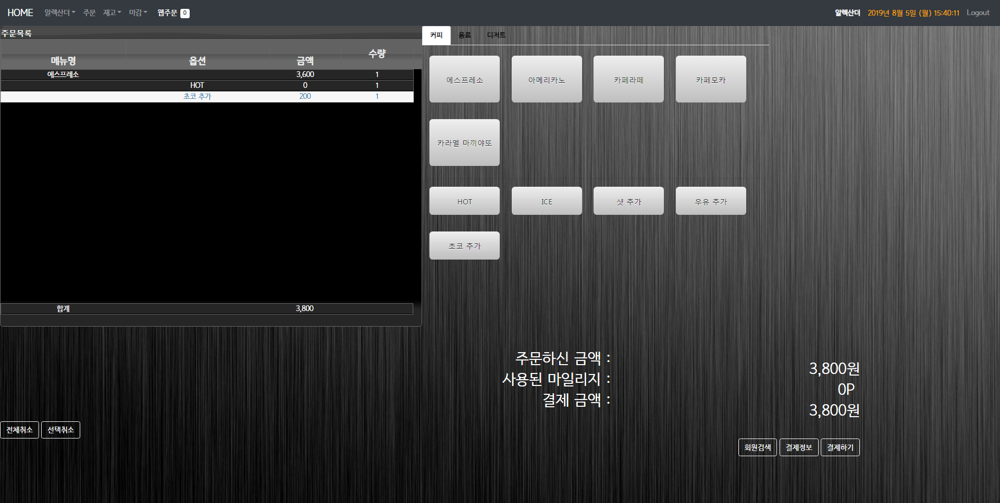 HOME 알렉산더 주문 재고 마감 웹주문 0 알렉산더 2019년 8월 5일 (월) 15:40:11 Logout
주문목록
메뉴명 옵션 금액 수량
에스프레소 3,600 1
HOT 0 1
초코 추가 200 1
합계 3,800
전체취소 선택취소
커피 음료 디저트
에스프레소 아메리카노 카페라떼 카페모카
카라멜 마끼야또
HOT ICE 샷 추가 우유 추가
초코 추가
주문하신 금액 : 3,800원
사용된 마일리지 : 0P
결제 금액 : 3,800원
회원검색 결제정보 결제하기